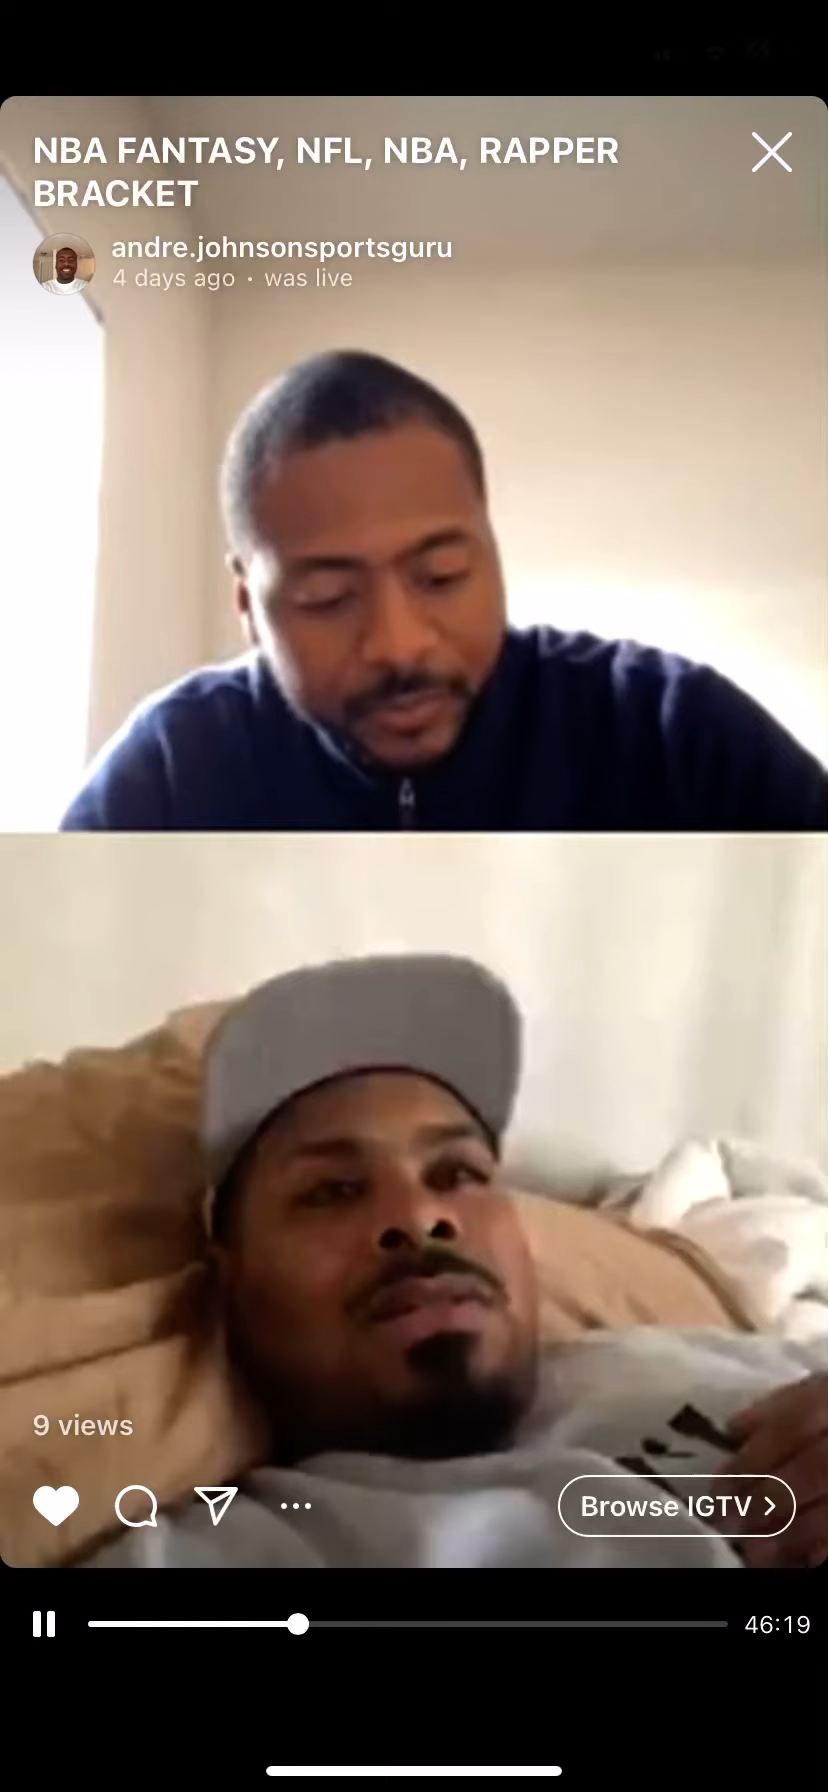 NBA FANTASY, NFL, NBA, RAPPER
BRACKET
andre.johnsonsportsguru
4 days ago · was live
9 views
Browse IGTV
46:19